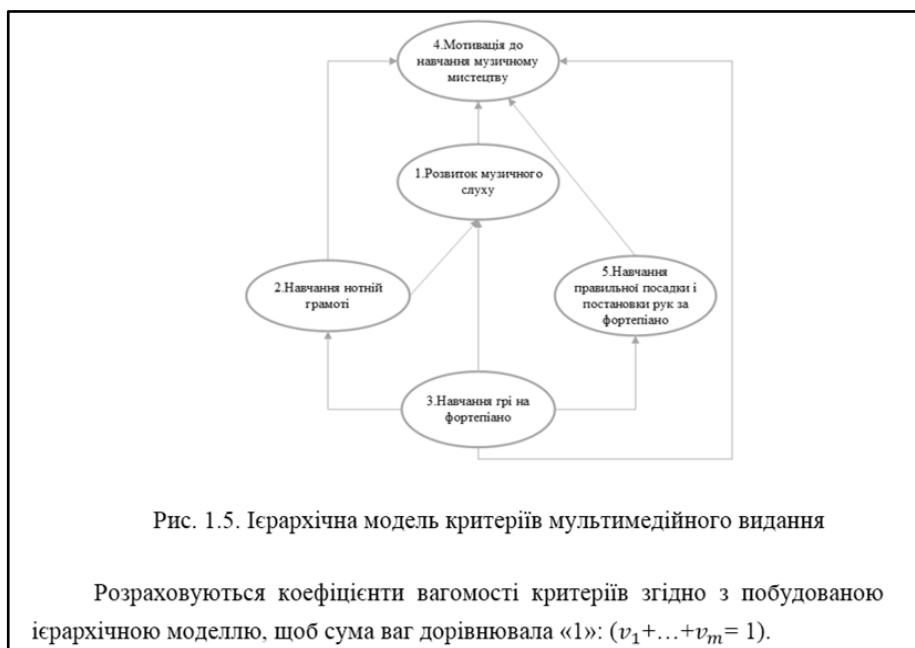 4.Мотивація до
навчання музичному
мистецтву
1.Розвиток музичного
слуху
2.Навчання нотній
грамоті
5.Навчання
правильної посадки і
постановки рук за
фортепіано
3.Навчання грі на
фортепіано
Рис. 1.5. Ієрархічна модель критеріїв мультимедійного видання
Розраховуються коефіцієнти вагомості критеріїв згідно з побудованою
ієрархічною моделлю, щоб сума ваг дорівнювала «1»: (𝑣₁+…+𝑣ₘ= 1).